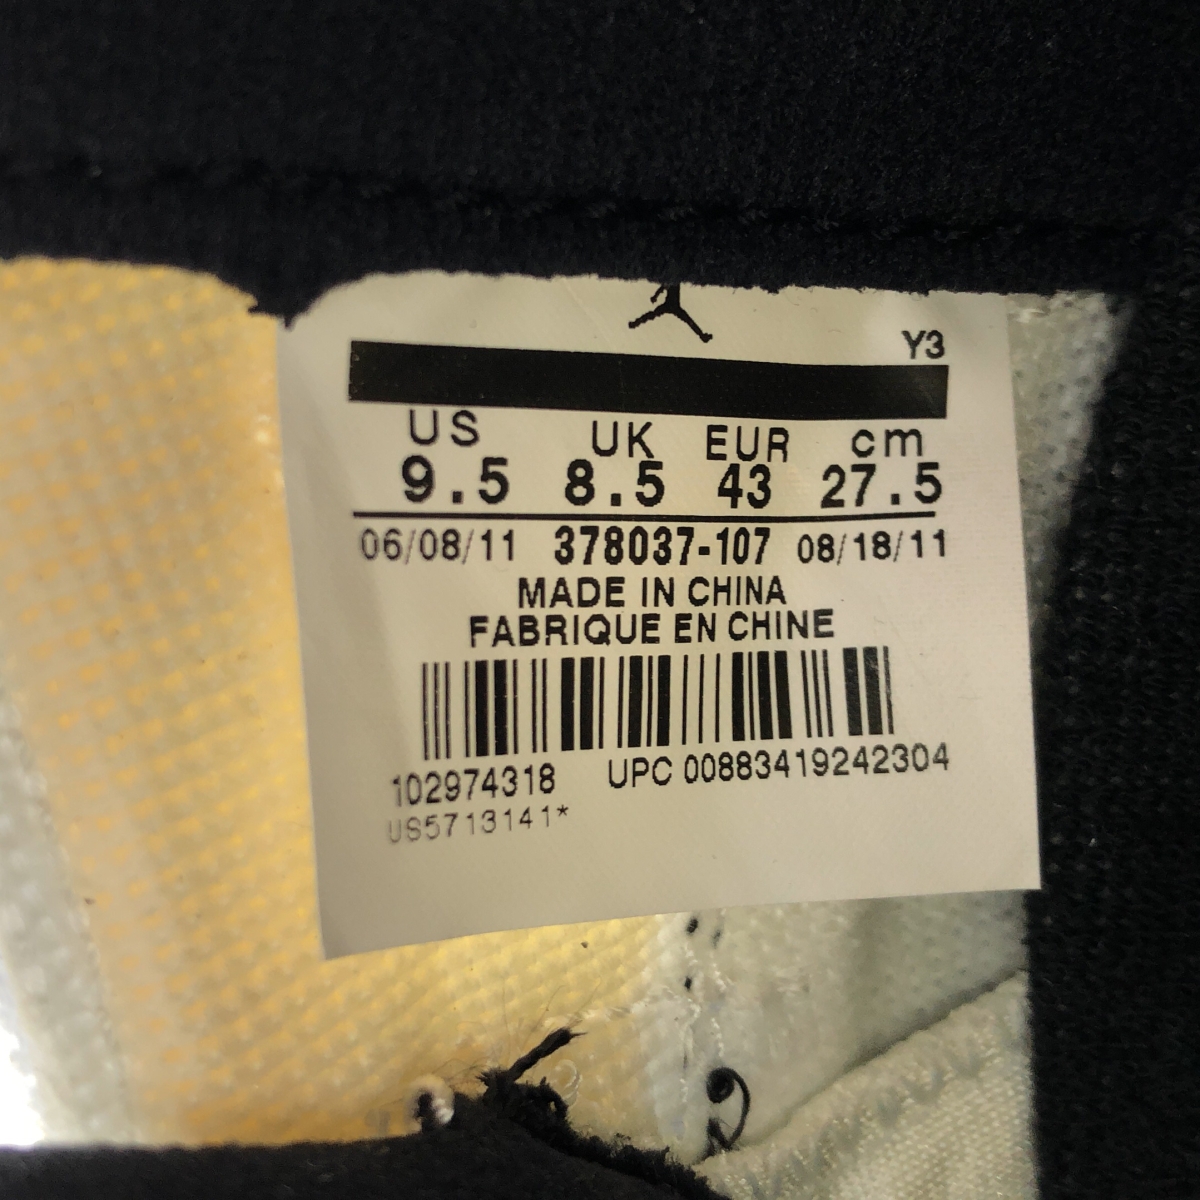 Y3
US UK EUR cm
9.5 8.5 43 27.5
06/08/11 378037-107 08/18/11
MADE IN CHINA
FABRIQUE EN CHINE
102974318 UPC 00883419242304
US5713141*